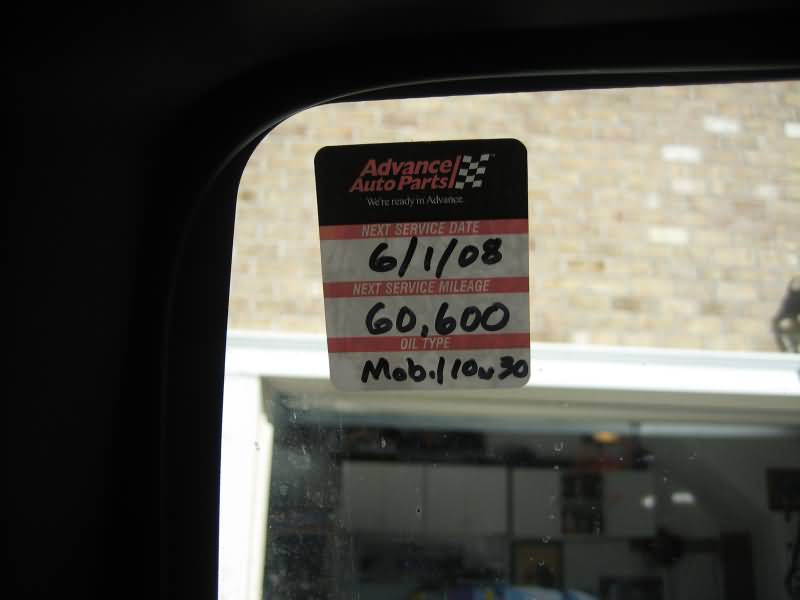 Advance
Auto Parts
We're ready in Advance.
NEXT SERVICE DATE
6/1/08
NEXT SERVICE MILEAGE
60,600
OIL TYPE
Mobil 10w30